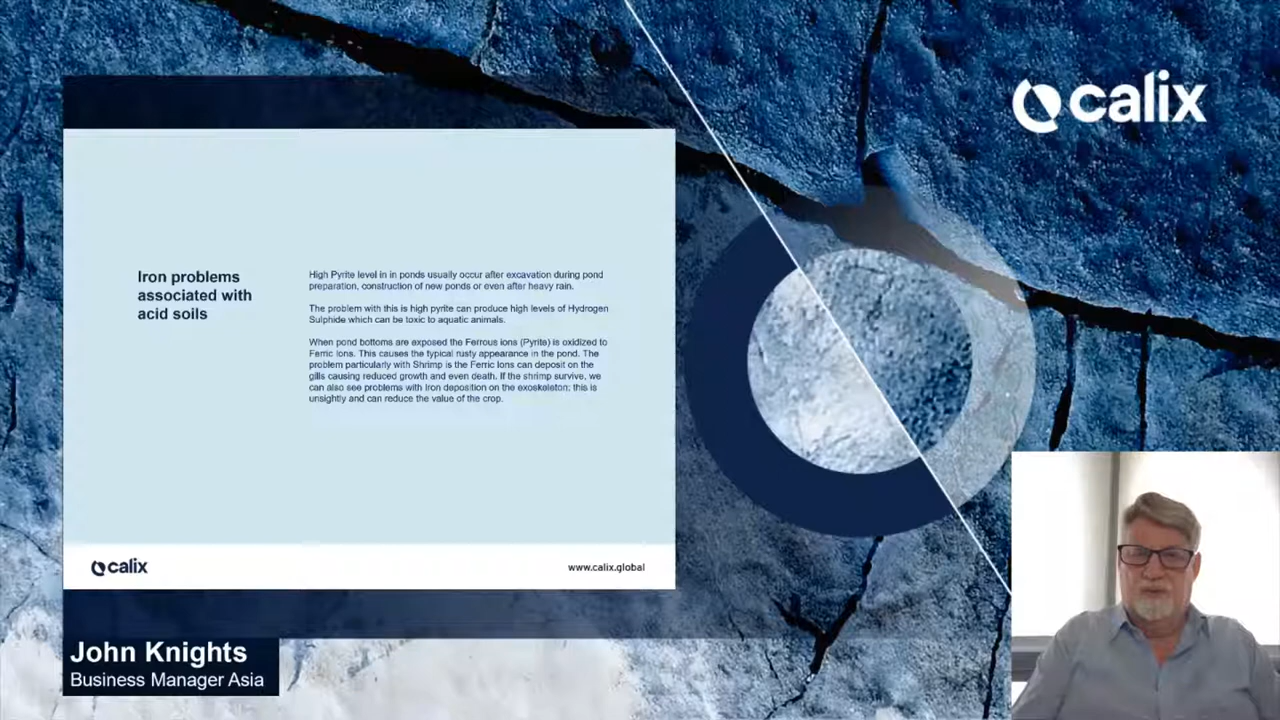 calix
Iron problems
associated with
acid soils
High Pyrite level in in ponds usually occur after excavation during pond
preparation, construction of new ponds or even after heavy rain.
The problem with this is high pyrite can produce high levels of Hydrogen
Sulphide which can be toxic to aquatic animals.
When pond bottoms are exposed the Ferrous ions (Pyrite) is oxidized to
Ferric Ions. This causes the typical rusty appearance in the pond. The
problem particularly with Shrimp is the Ferric Ions can deposit on the
gills causing reduced growth and even death. If the shrimp survive, we
can also see problems with Iron deposition on the exoskeleton; this is
unsightly and can reduce the value of the crop.
calix
www.calix.global
John Knights
Business Manager Asia